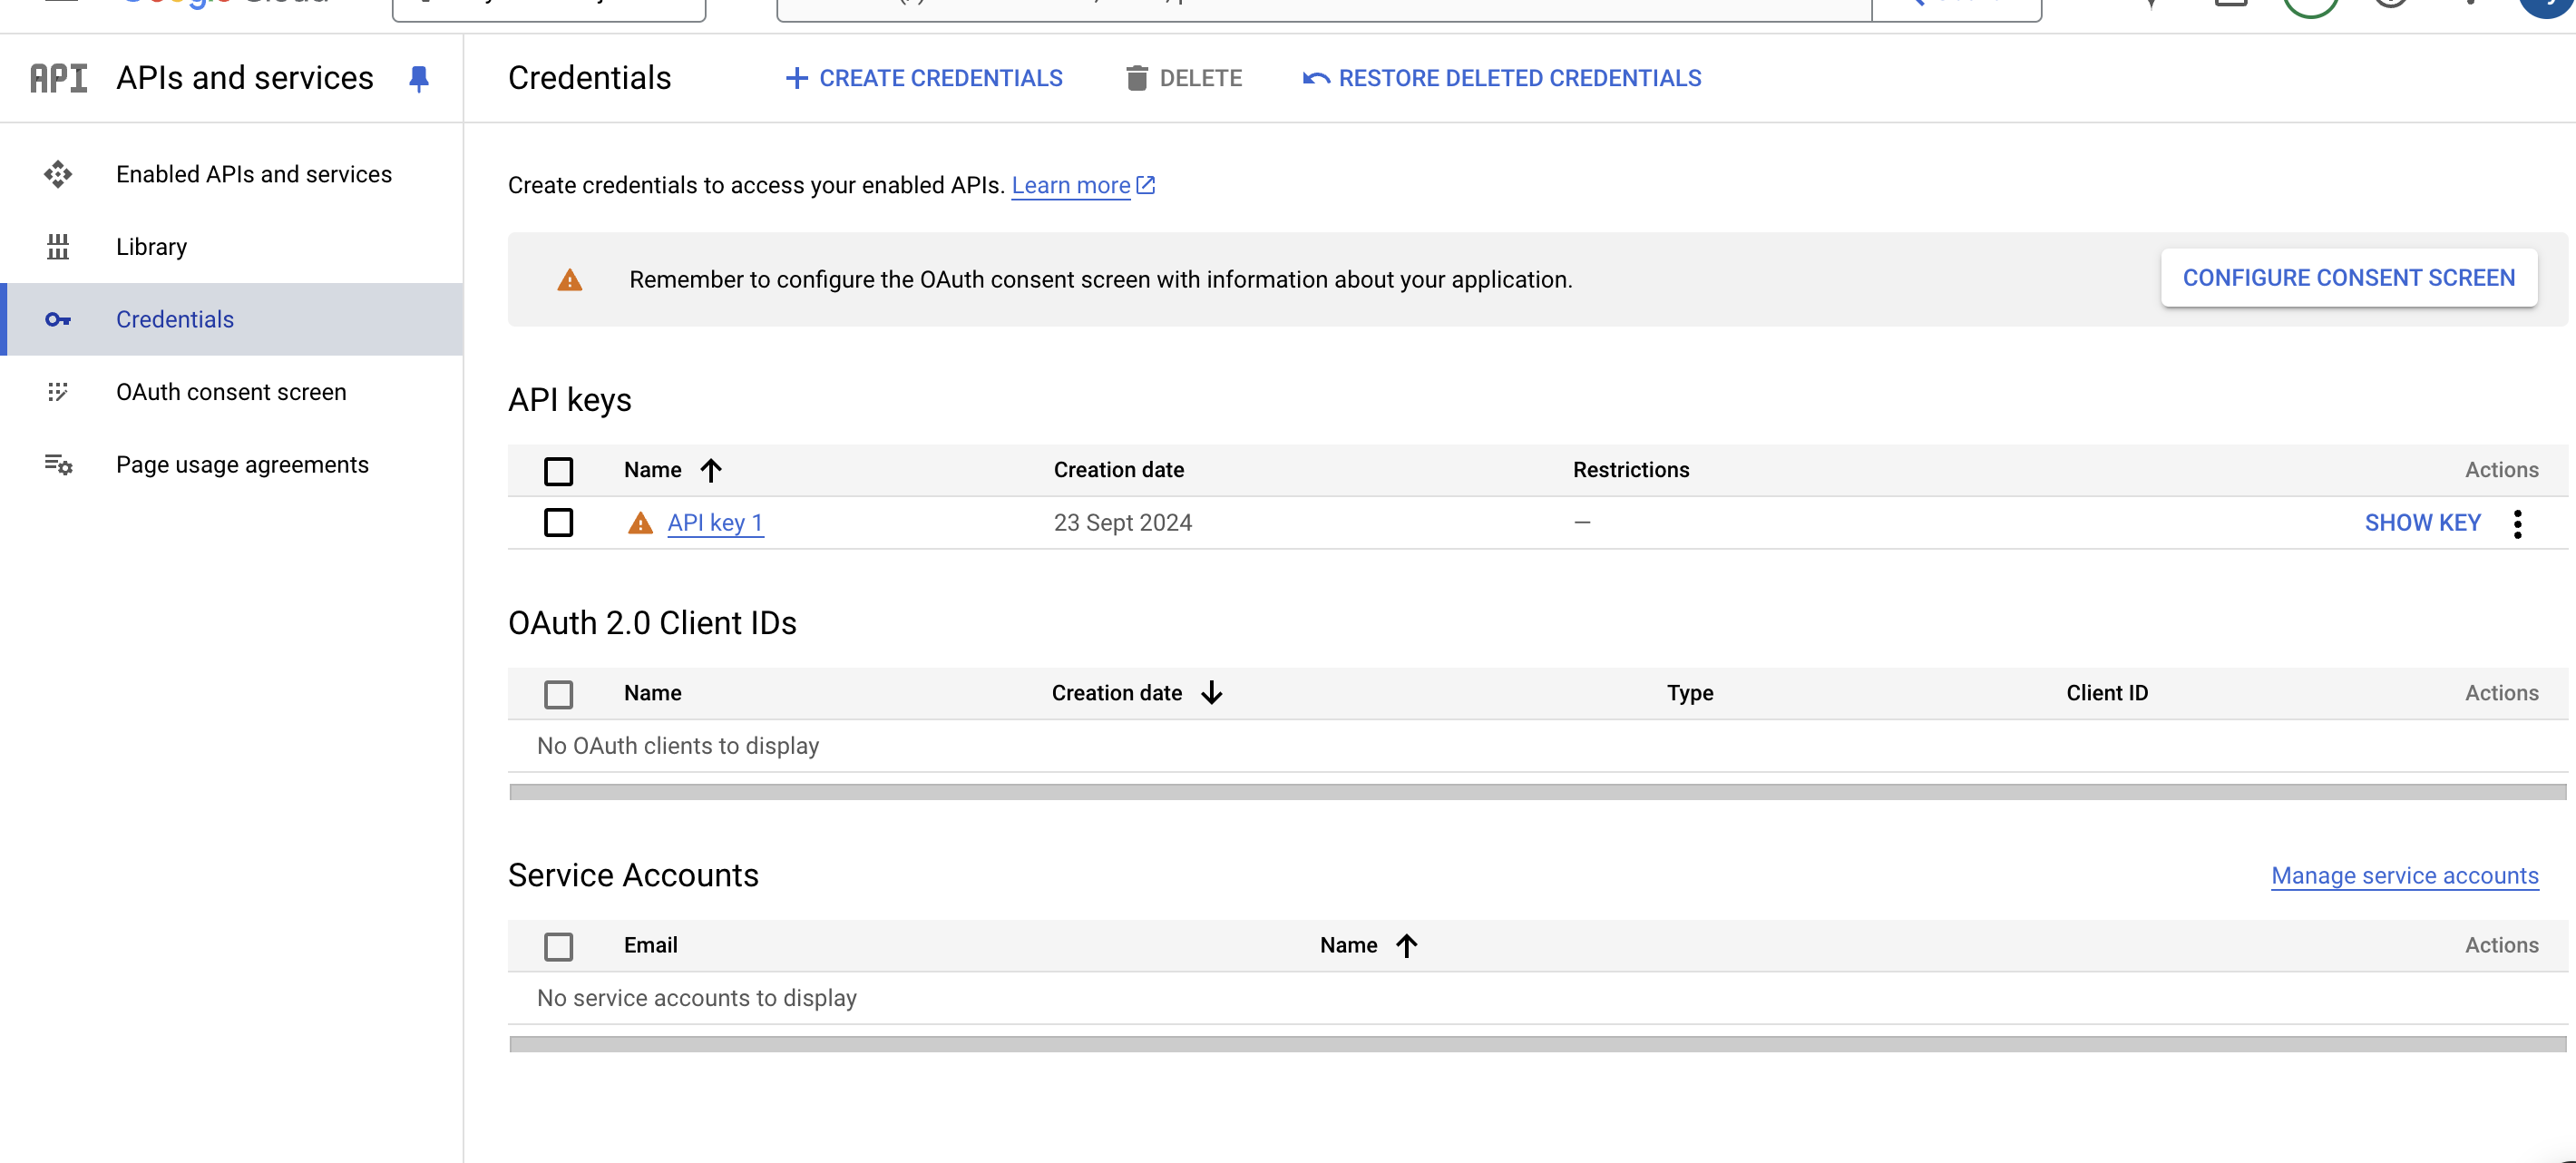 Google Cloud
API APIs and services
Credentials
CREATE CREDENTIALS
DELETE
RESTORE DELETED CREDENTIALS
Enabled APIs and services
Library
Credentials
OAuth consent screen
Page usage agreements
Create credentials to access your enabled APIs. Learn more
Remember to configure the OAuth consent screen with information about your application.
CONFIGURE CONSENT SCREEN
API keys
Name Creation date Restrictions Actions
API key 1 23 Sept 2024 — SHOW KEY
OAuth 2.0 Client IDs
Name Creation date Type Client ID Actions
No OAuth clients to display
Service Accounts
Manage service accounts
Email Name Actions
No service accounts to display